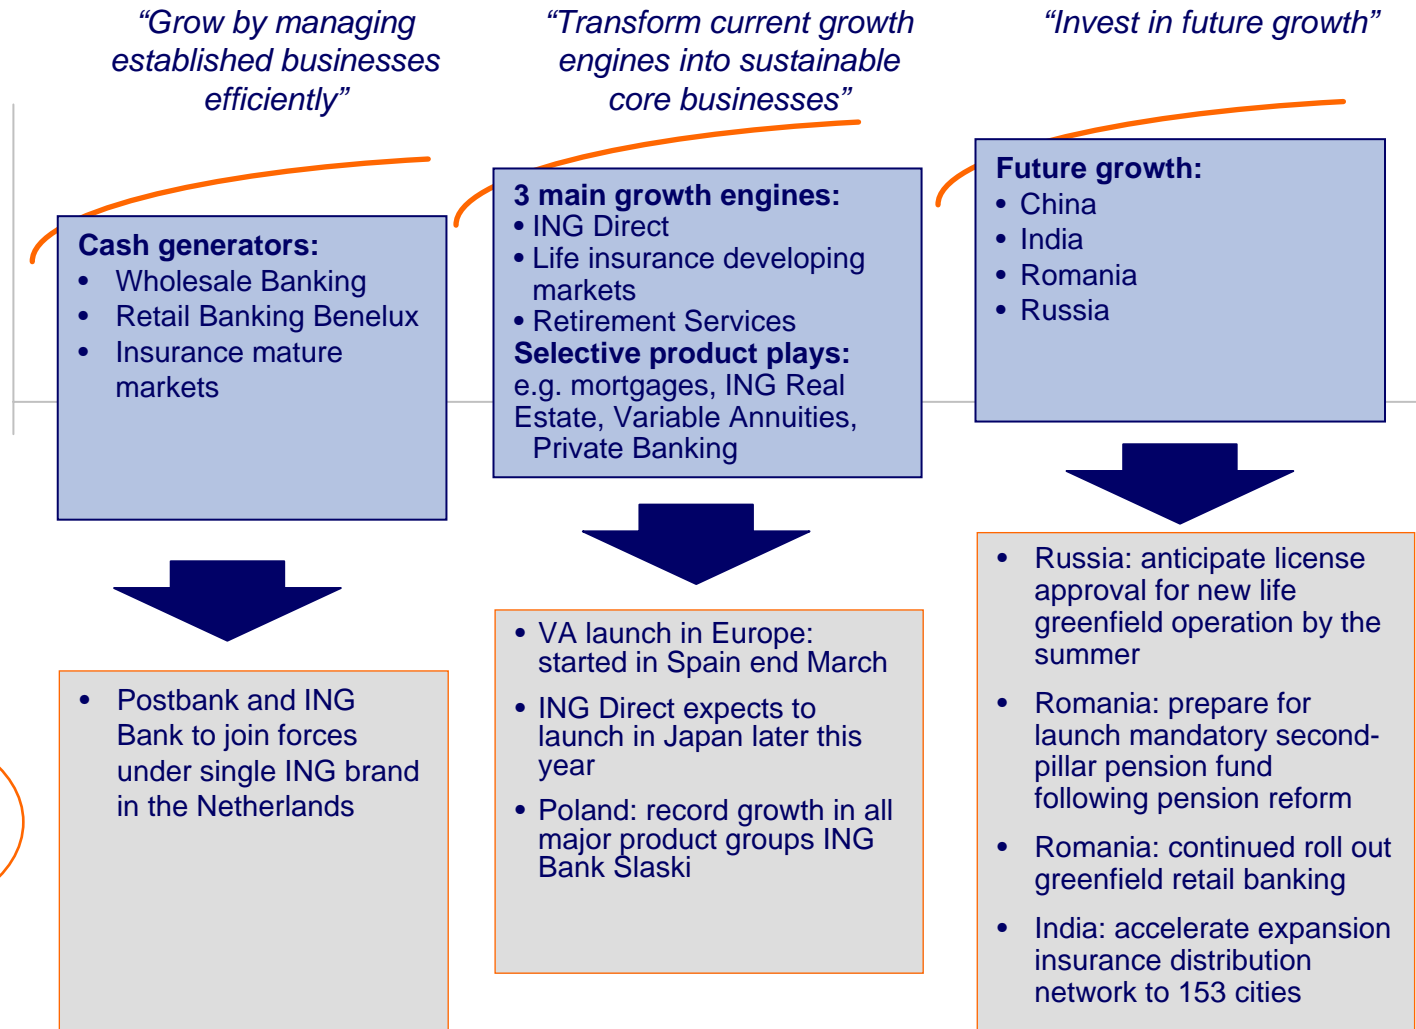 “Grow by managing
established businesses
efficiently”
“Transform current growth
engines into sustainable
core businesses”
“Invest in future growth”
Cash generators:
• Wholesale Banking
• Retail Banking Benelux
• Insurance mature
markets
3 main growth engines:
• ING Direct
• Life insurance developing
markets
• Retirement Services
Selective product plays:
e.g. mortgages, ING Real
Estate, Variable Annuities,
Private Banking
Future growth:
• China
• India
• Romania
• Russia
• Postbank and ING
Bank to join forces
under single ING brand
in the Netherlands
• VA launch in Europe:
started in Spain end March
• ING Direct expects to
launch in Japan later this
year
• Poland: record growth in all
major product groups ING
Bank Slaski
• Russia: anticipate license
approval for new life
greenfield operation by the
summer
• Romania: prepare for
launch mandatory second-
pillar pension fund
following pension reform
• Romania: continued roll out
greenfield retail banking
• India: accelerate expansion
insurance distribution
network to 153 cities